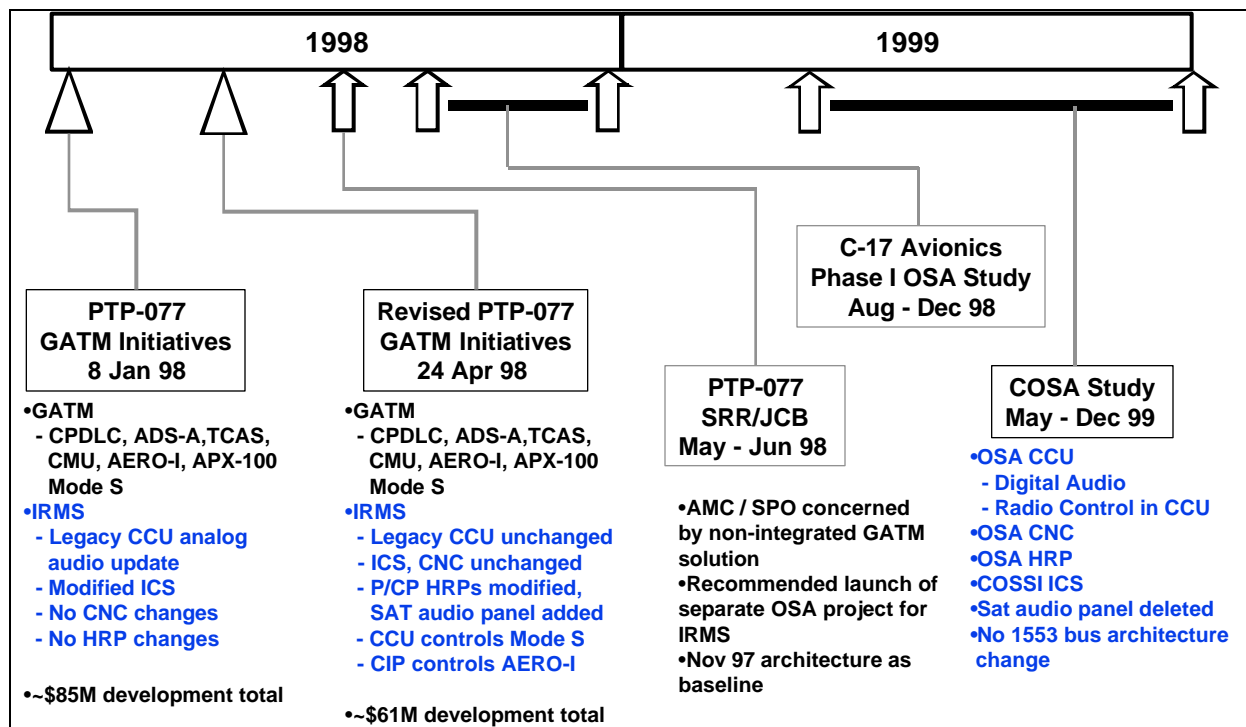 1998
1999
C-17 Avionics
Phase I OSA Study
Aug - Dec 98
PTP-077
GATM Initiatives
8 Jan 98
•GATM
- CPDLC, ADS-A,TCAS,
CMU, AERO-I, APX-100
Mode S
•IRMS
- Legacy CCU analog
audio update
- Modified ICS
- No CNC changes
- No HRP changes
•~$85M development total
Revised PTP-077
GATM Initiatives
24 Apr 98
•GATM
- CPDLC, ADS-A,TCAS,
CMU, AERO-I, APX-100
Mode S
•IRMS
- Legacy CCU unchanged
- ICS, CNC unchanged
- P/CP HRPs modified,
SAT audio panel added
- CCU controls Mode S
- CIP controls AERO-I
•~$61M development total
PTP-077
SRR/JCB
May - Jun 98
•AMC / SPO concerned
by non-integrated GATM
solution
•Recommended launch of
separate OSA project for
IRMS
•Nov 97 architecture as
baseline
COSA Study
May - Dec 99
•OSA CCU
- Digital Audio
- Radio Control in CCU
•OSA CNC
•OSA HRP
•COSSI ICS
•Sat audio panel deleted
•No 1553 bus architecture
change